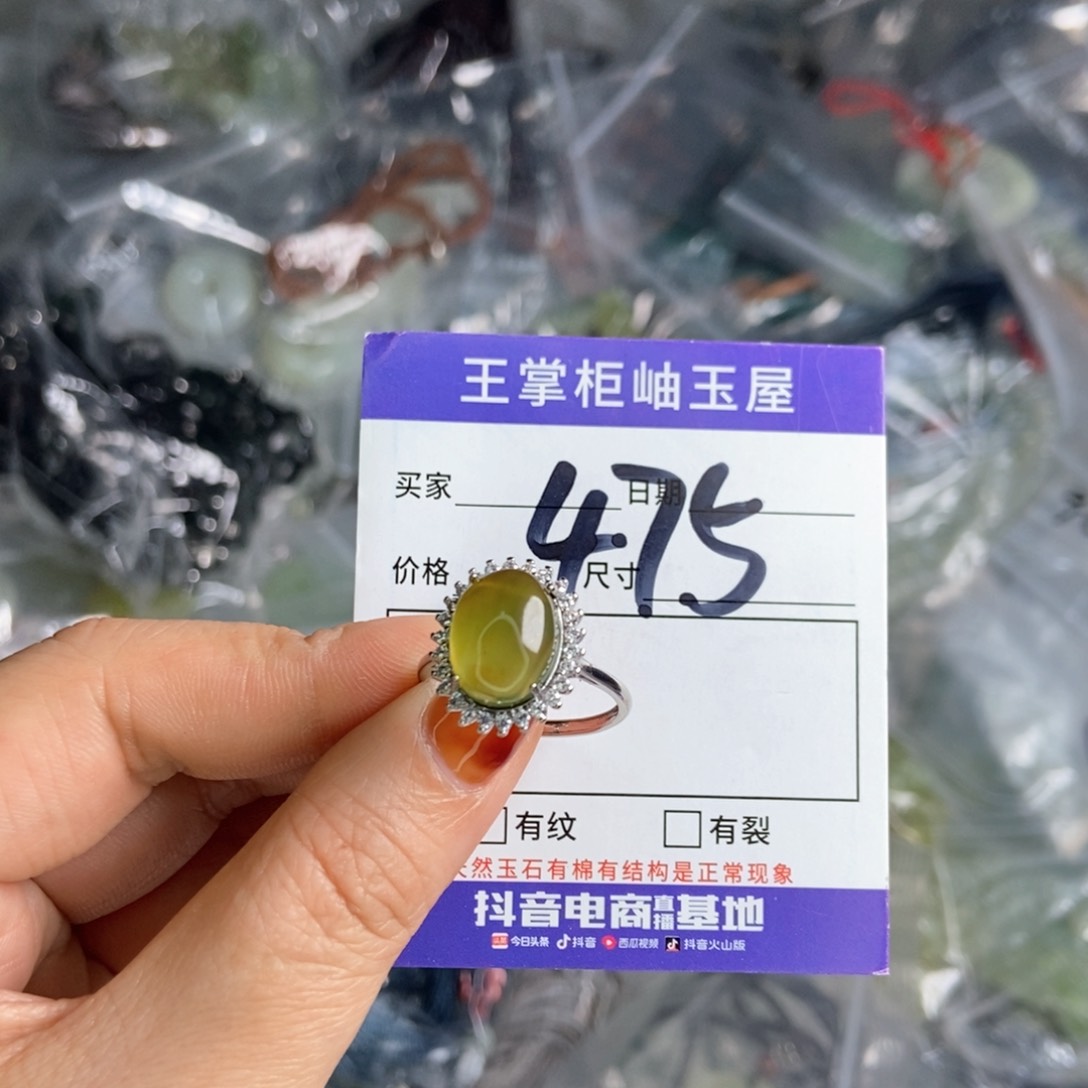 王掌柜岫玉屋
买家 日期
475
价格 尺寸
有纹 有裂
然玉石有棉有结构是正常现象
抖音电商直播基地
头条 今日头条 抖音 西瓜视频 抖音火山版